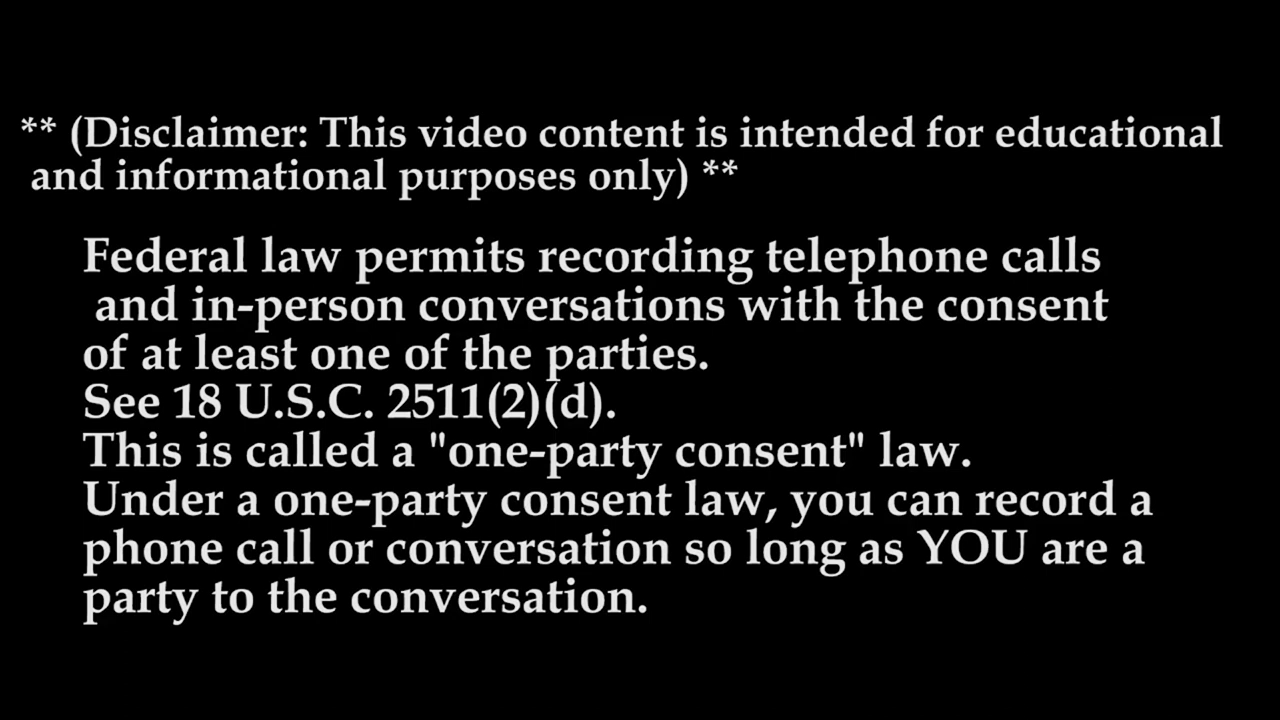 ** (Disclaimer: This video content is intended for educational
and informational purposes only) **
Federal law permits recording telephone calls
and in-person conversations with the consent
of at least one of the parties.
See 18 U.S.C. 2511(2)(d).
This is called a "one-party consent" law.
Under a one-party consent law, you can record a
phone call or conversation so long as YOU are a
party to the conversation.